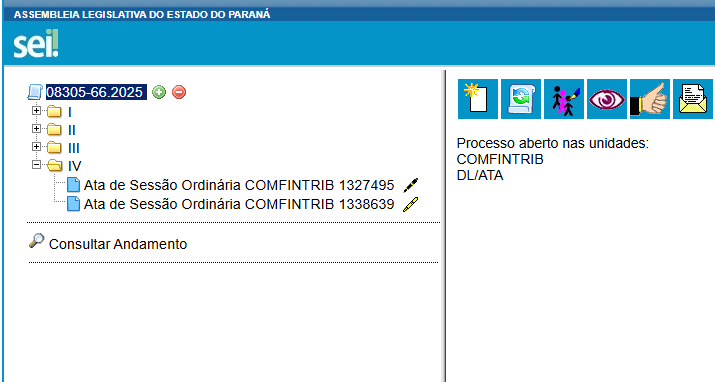 ASSEMBLEIA LEGISLATIVA DO ESTADO DO PARANÁ
sei!
08305-66.2025
I
II
III
IV
Ata de Sessão Ordinária COMFINTRIB 1327495
Ata de Sessão Ordinária COMFINTRIB 1338639
Consultar Andamento
Processo aberto nas unidades:
COMFINTRIB
DL/ATA